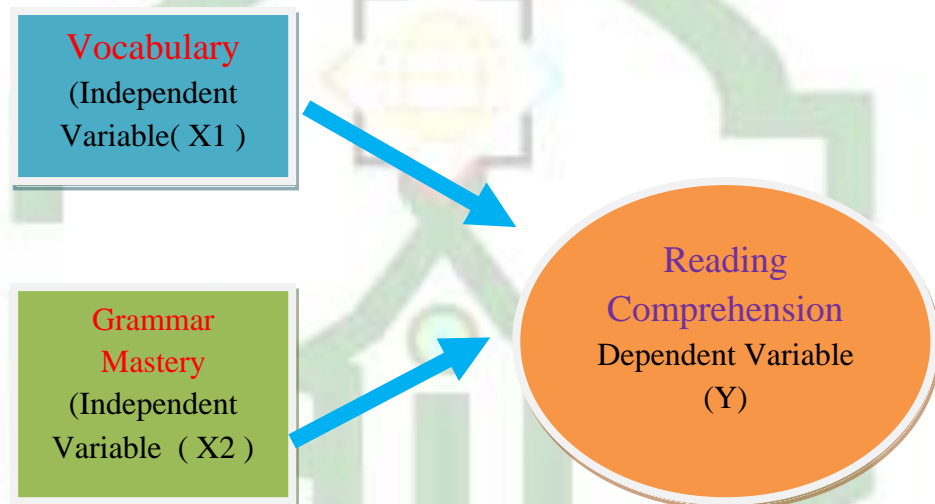 Vocabulary
(Independent
Variable( X1 )
Grammar
Mastery
(Independent
Variable  ( X2 )
Reading
Comprehension
Dependent Variable
(Y)